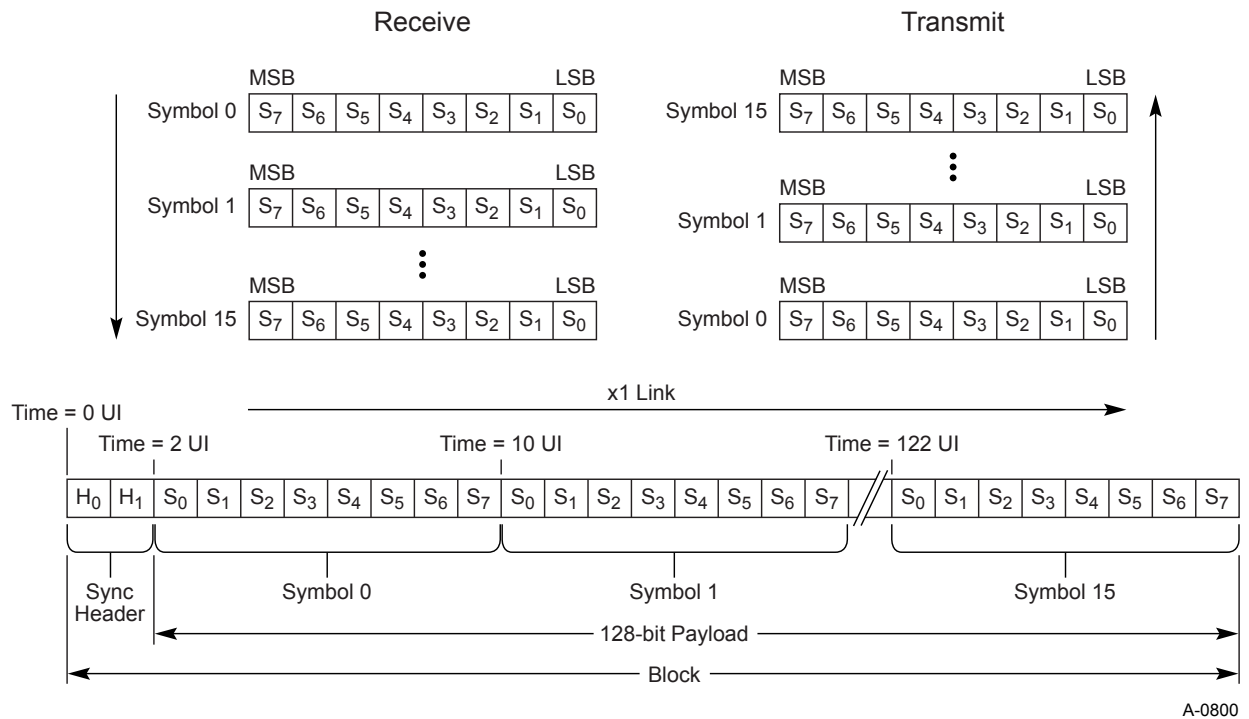 Receive
Transmit
MSB LSB
Symbol 0 S7 S6 S5 S4 S3 S2 S1 S0
MSB LSB
Symbol 1 S7 S6 S5 S4 S3 S2 S1 S0
MSB LSB
Symbol 15 S7 S6 S5 S4 S3 S2 S1 S0
MSB LSB
Symbol 15 S7 S6 S5 S4 S3 S2 S1 S0
MSB LSB
Symbol 1 S7 S6 S5 S4 S3 S2 S1 S0
MSB LSB
Symbol 0 S7 S6 S5 S4 S3 S2 S1 S0
x1 Link
Time = 0 UI
Time = 2 UI
Time = 10 UI
Time = 122 UI
H0 H1 S0 S1 S2 S3 S4 S5 S6 S7 S0 S1 S2 S3 S4 S5 S6 S7 S0 S1 S2 S3 S4 S5 S6 S7
Sync
Header
Symbol 0
Symbol 1
Symbol 15
128-bit Payload
Block
A-0800